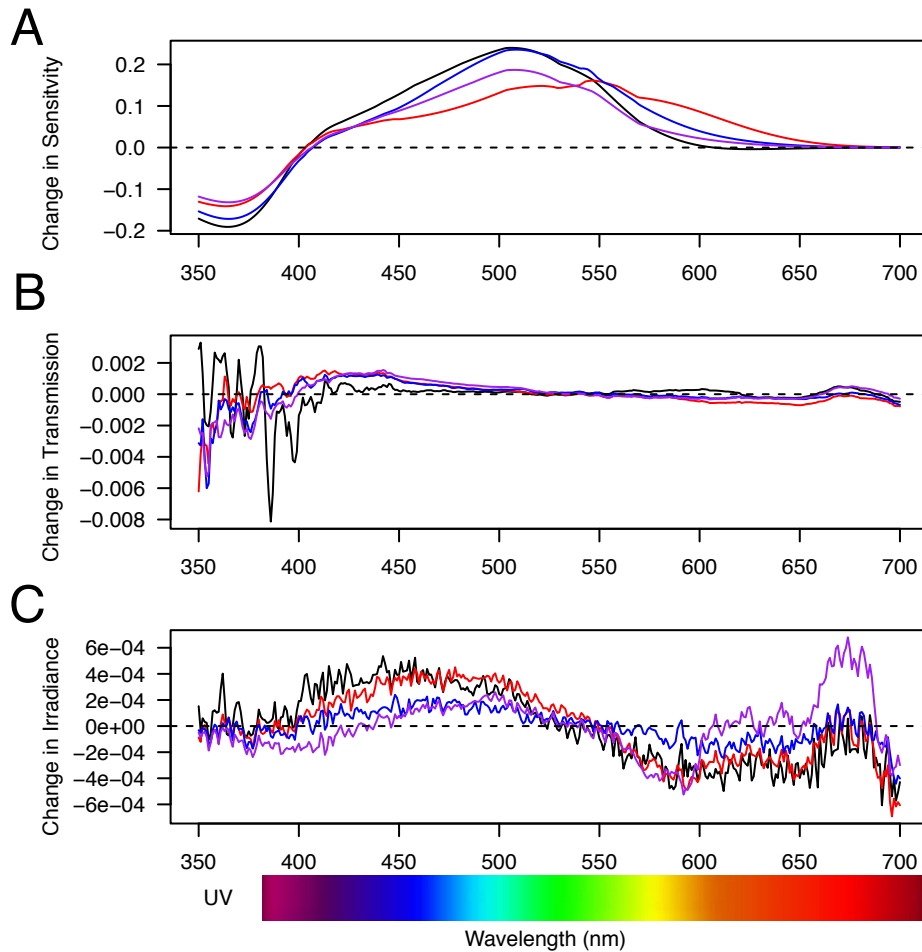 A
Change in Sensitivty
0.2
0.1
0.0
−0.1
−0.2
350 400 450 500 550 600 650 700
B
Change in Transmission
0.002
0.000
−0.002
−0.004
−0.006
−0.008
350 400 450 500 550 600 650 700
C
Change in Irradiance
6e−04
4e−04
2e−04
0e+00
−2e−04
−4e−04
−6e−04
350 400 450 500 550 600 650 700
UV
Wavelength (nm)